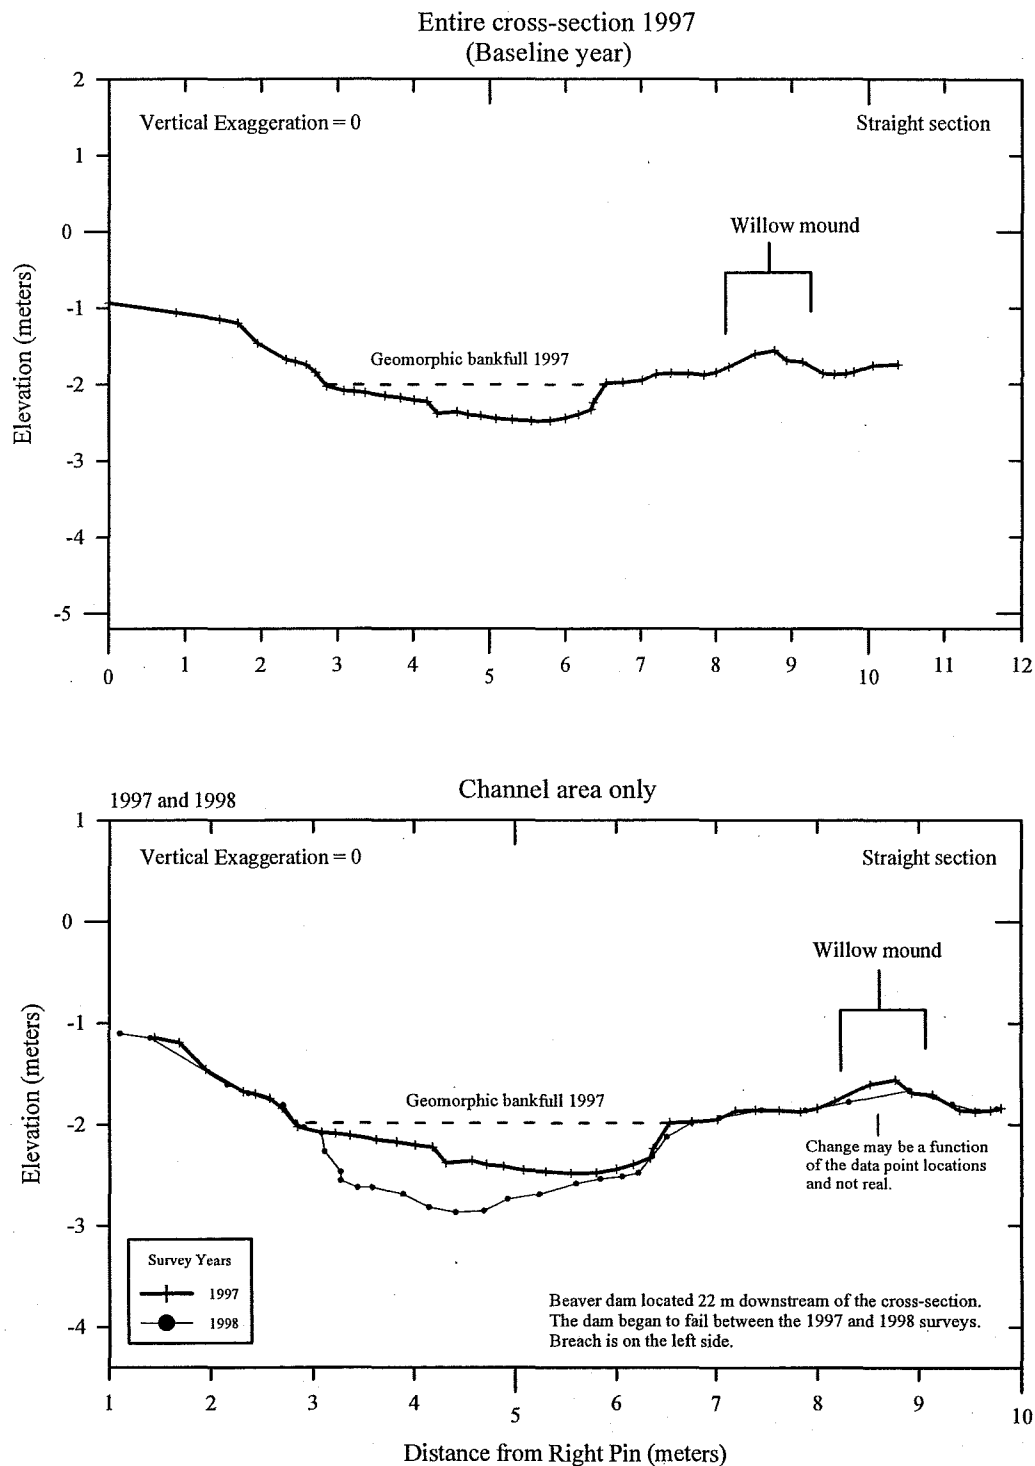 Entire cross-section 1997
(Baseline year)
Vertical Exaggeration = 0
Straight section
Willow mound
Geomorphic bankfull 1997
Elevation (meters)
2
1
0
-1
-2
-3
-4
-5
0
1
2
3
4
5
6
7
8
9
10
11
12
Channel area only
1997 and 1998
Vertical Exaggeration = 0
Straight section
Willow mound
Geomorphic bankfull 1997
Change may be a function
of the data point locations
and not real.
Elevation (meters)
1
0
-1
-2
-3
-4
Survey Years
1997
1998
Beaver dam located 22 m downstream of the cross-section.
The dam began to fail between the 1997 and 1998 surveys.
Breach is on the left side.
1
2
3
4
5
6
7
8
9
10
Distance from Right Pin (meters)